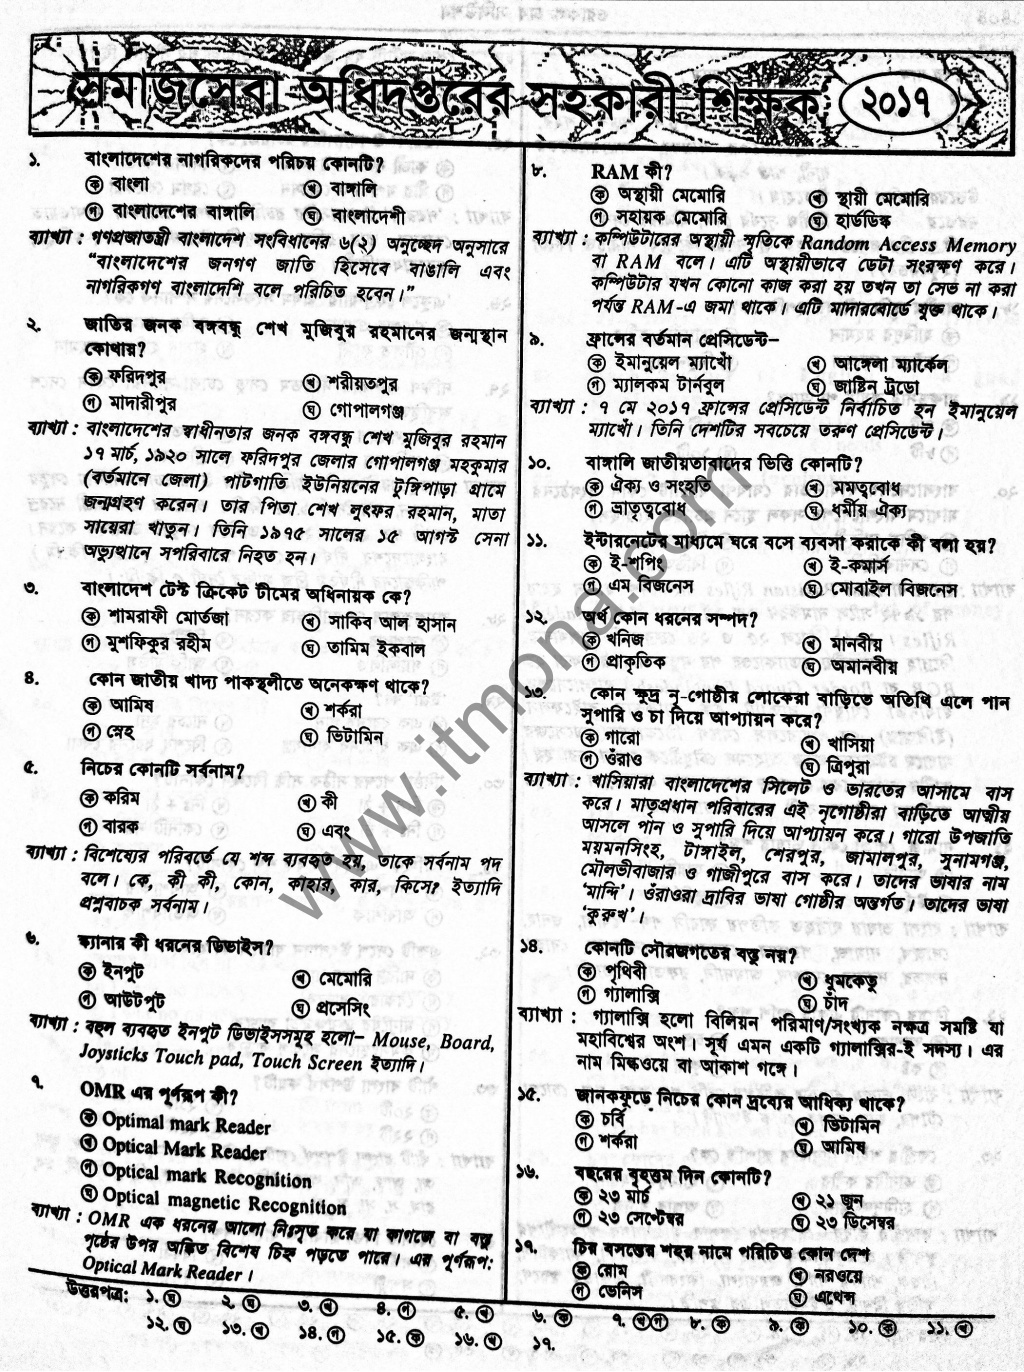 সমাজসেবা অধিদপ্তরের সহকারী শিক্ষক ২০১৭
১. বাংলাদেশের নাগরিকদের পরিচয় কোনটি?
ক বাংলা খ বাঙ্গালি
গ বাংলাদেশের বাঙ্গালি ঘ বাংলাদেশী
ব্যাখ্যা : গণপ্রজাতন্ত্রী বাংলাদেশ সংবিধানের ৬(২) অনুচ্ছেদ অনুসারে
“বাংলাদেশের জনগণ জাতি হিসেবে বাঙালি এবং
নাগরিকগণ বাংলাদেশি বলে পরিচিত হবেন।”
২. জাতির জনক বঙ্গবন্ধু শেখ মুজিবুর রহমানের জন্মস্থান
কোথায়?
ক ফরিদপুর খ শরীয়তপুর
গ মাদারীপুর ঘ গোপালগঞ্জ
ব্যাখ্যা : বাংলাদেশের স্বাধীনতার জনক বঙ্গবন্ধু শেখ মুজিবুর রহমান
১৭ মার্চ, ১৯২০ সালে ফরিদপুর জেলার গোপালগঞ্জ মহকুমার
(বর্তমানে জেলা) পাটগাতি ইউনিয়নের টুঙ্গিপাড়া গ্রামে
জন্মগ্রহণ করেন। তার পিতা শেখ লুৎফর রহমান, মাতা
সায়েরা খাতুন। তিনি ১৯৭৫ সালের ১৫ আগস্ট সেনা
অভ্যুত্থানে সপরিবারে নিহত হন।
৩. বাংলাদেশ টেস্ট ক্রিকেট টীমের অধিনায়ক কে?
ক শামরাফী মোর্তজা খ সাকিব আল হাসান
গ মুশফিকুর রহীম ঘ তামিম ইকবাল
৪. কোন জাতীয় খাদ্য পাকস্থলীতে অনেকক্ষণ থাকে?
ক আমিষ খ শর্করা
গ স্নেহ ঘ ভিটামিন
৫. নিচের কোনটি সর্বনাম?
ক করিম খ কী
গ বারক ঘ এবং
ব্যাখ্যা : বিশেষ্যের পরিবর্তে যে শব্দ ব্যবহৃত হয়, তাকে সর্বনাম পদ
বলে। কে, কী কী, কোন, কাহার, কার, কিসে? ইত্যাদি
প্রশ্নবাচক সর্বনাম।
৬. স্ক্যানার কী ধরনের ডিভাইস?
ক ইনপুট খ মেমোরি
গ আউটপুট ঘ প্রসেসিং
ব্যাখ্যা : বহুল ব্যবহৃত ইনপুট ডিভাইসসমূহ হলো– Mouse, Board,
Joysticks Touch pad, Touch Screen ইত্যাদি।
৭. OMR এর পূর্ণরূপ কী?
ক Optimal mark Reader
খ Optical Mark Reader
গ Optical mark Recognition
ঘ Optical magnetic Recognition
ব্যাখ্যা : OMR এক ধরনের আলো নিঃসৃত করে যা কাগজে বা বস্তু
পৃষ্ঠের উপর অঙ্কিত বিশেষ চিহ্ন পড়তে পারে। এর পূর্ণরূপ:
Optical Mark Reader।
৮. RAM কী?
ক অস্থায়ী মেমোরি খ স্থায়ী মেমোরি
গ সহায়ক মেমোরি ঘ হার্ডডিস্ক
ব্যাখ্যা : কম্পিউটারের অস্থায়ী স্মৃতিকে Random Access Memory
বা RAM বলে। এটি অস্থায়ীভাবে ডেটা সংরক্ষণ করে।
কম্পিউটার যখন কোনো কাজ করা হয় তখন তা সেভ না করা
পর্যন্ত RAM-এ জমা থাকে। এটি মাদারবোর্ডে যুক্ত থাকে।
৯. ফ্রান্সের বর্তমান প্রেসিডেন্ট–
ক ইমানুয়েল ম্যাখোঁ খ আঙ্গেলা ম্যার্কেল
গ ম্যালকম টার্নবুল ঘ জাষ্টিন ট্রুডো
ব্যাখ্যা : ৭ মে ২০১৭ ফ্রান্সের প্রেসিডেন্ট নির্বাচিত হন ইমানুয়েল
ম্যাখোঁ। তিনি দেশটির সবচেয়ে তরুণ প্রেসিডেন্ট।
১০. বাঙ্গালি জাতীয়তাবাদের ভিত্তি কোনটি?
ক ঐক্য ও সংহতি খ মমত্ববোধ
গ ভ্রাতৃত্ববোধ ঘ ধর্মীয় ঐক্য
১১. ইন্টারনেটের মাধ্যমে ঘরে বসে ব্যবসা করাকে কী বলা হয়?
ক ই-শপিং খ ই-কমার্স
গ এম বিজনেস ঘ মোবাইল বিজনেস
১২. অর্থ কোন ধরনের সম্পদ?
ক খনিজ খ মানবীয়
গ প্রাকৃতিক ঘ অমানবীয়
১৩. কোন ক্ষুদ্র নৃ-গোষ্ঠীর লোকেরা বাড়িতে অতিথি এলে পান
সুপারি ও চা দিয়ে আপ্যায়ন করে?
ক গারো খ খাসিয়া
গ ওঁরাও ঘ ত্রিপুরা
ব্যাখ্যা : খাসিয়ারা বাংলাদেশের সিলেট ও ভারতের আসামে বাস
করে। মাতৃপ্রধান পরিবারের এই নৃগোষ্ঠীরা বাড়িতে আত্মীয়
আসলে পান ও সুপারি দিয়ে আপ্যায়ন করে। গারো উপজাতি
ময়মনসিংহ, টাঙ্গাইল, শেরপুর, জামালপুর, সুনামগঞ্জ,
মৌলভীবাজার ও গাজীপুরে বাস করে। তাদের ভাষার নাম
‘মান্দি’। ওঁরাওরা দ্রাবির ভাষা গোষ্ঠীর অন্তর্গত। তাদের ভাষা
‘কুরুখ’।
১৪. কোনটি সৌরজগতের বস্তু নয়?
ক পৃথিবী খ ধূমকেতু
গ গ্যালাক্সি ঘ চাঁদ
ব্যাখ্যা : গ্যালাক্সি হলো বিলিয়ন পরিমাণ/সংখ্যক নক্ষত্র সমষ্টি যা
মহাবিশ্বের অংশ। সূর্য এমন একটি গ্যালাক্সির-ই সদস্য। এর
নাম মিল্কওয়ে বা আকাশ গঙ্গে।
১৫. জানকফুডে নিচের কোন দ্রব্যের আধিক্য থাকে?
ক চর্বি খ ভিটামিন
গ শর্করা ঘ আমিষ
১৬. বছরের বৃহত্তম দিন কোনটি?
ক ২৩ মার্চ খ ২১ জুন
গ ২৩ সেপ্টেম্বর ঘ ২৩ ডিসেম্বর
১৭. চির বসন্তের শহর নামে পরিচিত কোন দেশ
ক রোম খ নরওয়ে
গ ভেনিস ঘ এথেন্স
উত্তরপত্র: ১. ঘ ২. ঘ ৩. খ ৪. গ ৫. খ ৬. ক ৭. খ গ ৮. ক ৯. ক ১০. ক ১১. খ
১২. ঘ ১৩. খ ১৪. গ ১৫. ক ১৬. খ ১৭.
www.itmona.com